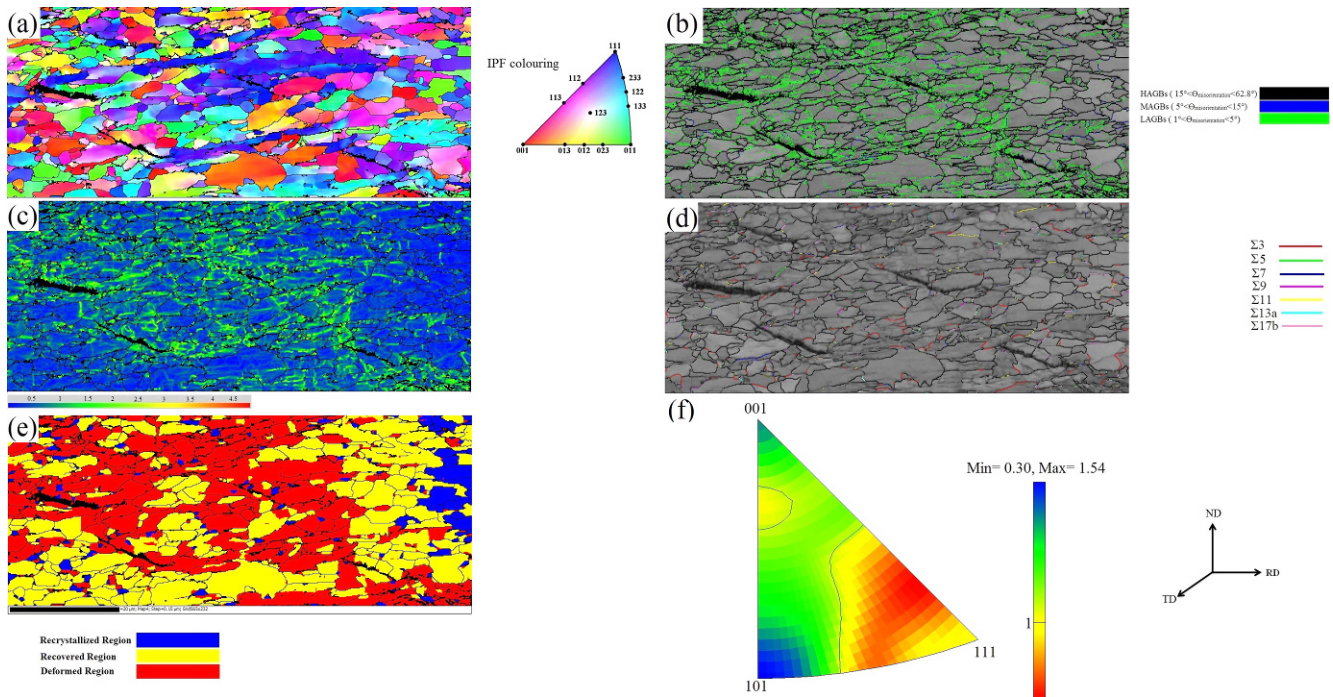 (a)
IPF colouring
111
233
122
133
112
113
123
001
013
012
023
011
(b)
HAGBs ( 15°<Θmisorientation<62.8°)
MAGBs ( 5°<Θmisorientation<15°)
LAGBs ( 1°<Θmisorientation<5°)
(c)
0.5 1 1.5 2 2.5 3 3.5 4 4.5
(d)
Σ3
Σ5
Σ7
Σ9
Σ11
Σ13a
Σ17b
(e)
Recrystallized Region
Recovered Region
Deformed Region
(f)
001
101
111
Min= 0.30, Max= 1.54
1
ND
RD
TD